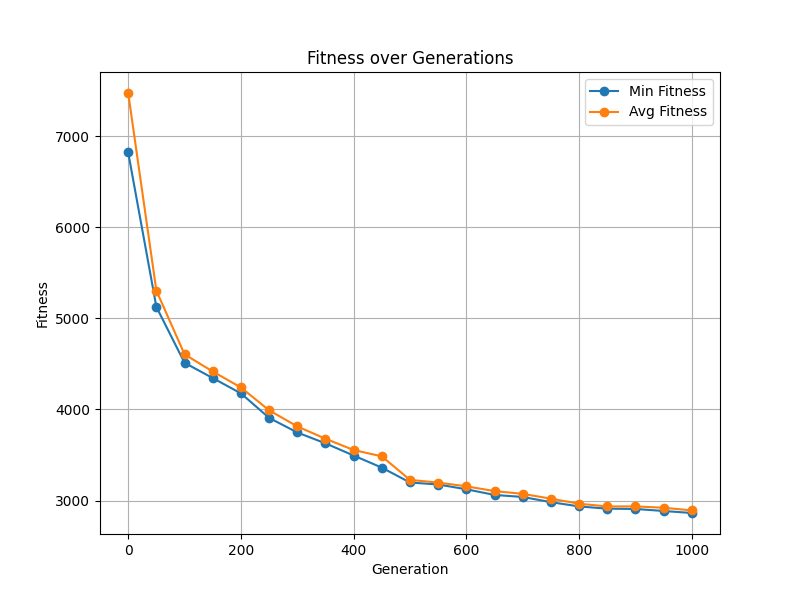 Fitness over Generations
Min Fitness
Avg Fitness
7000
6000
5000
4000
3000
Fitness
0 200 400 600 800 1000
Generation